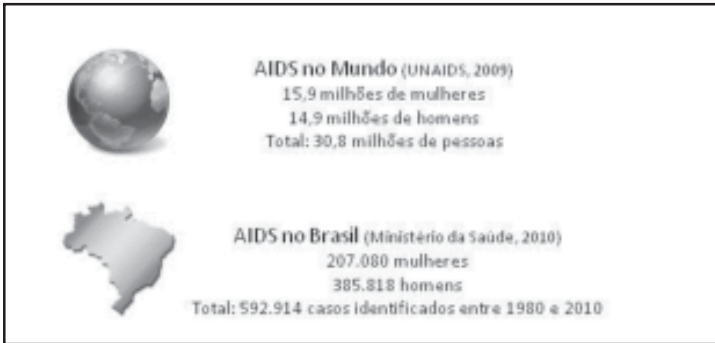 AIDS no Mundo (UNAIDS, 2009)
15,9 milhões de mulheres
14,9 milhões de homens
Total: 30,8 milhões de pessoas
AIDS no Brasil (Ministério da Saúde, 2010)
207.080 mulheres
385.818 homens
Total: 592.914 casos identificados entre 1980 e 2010